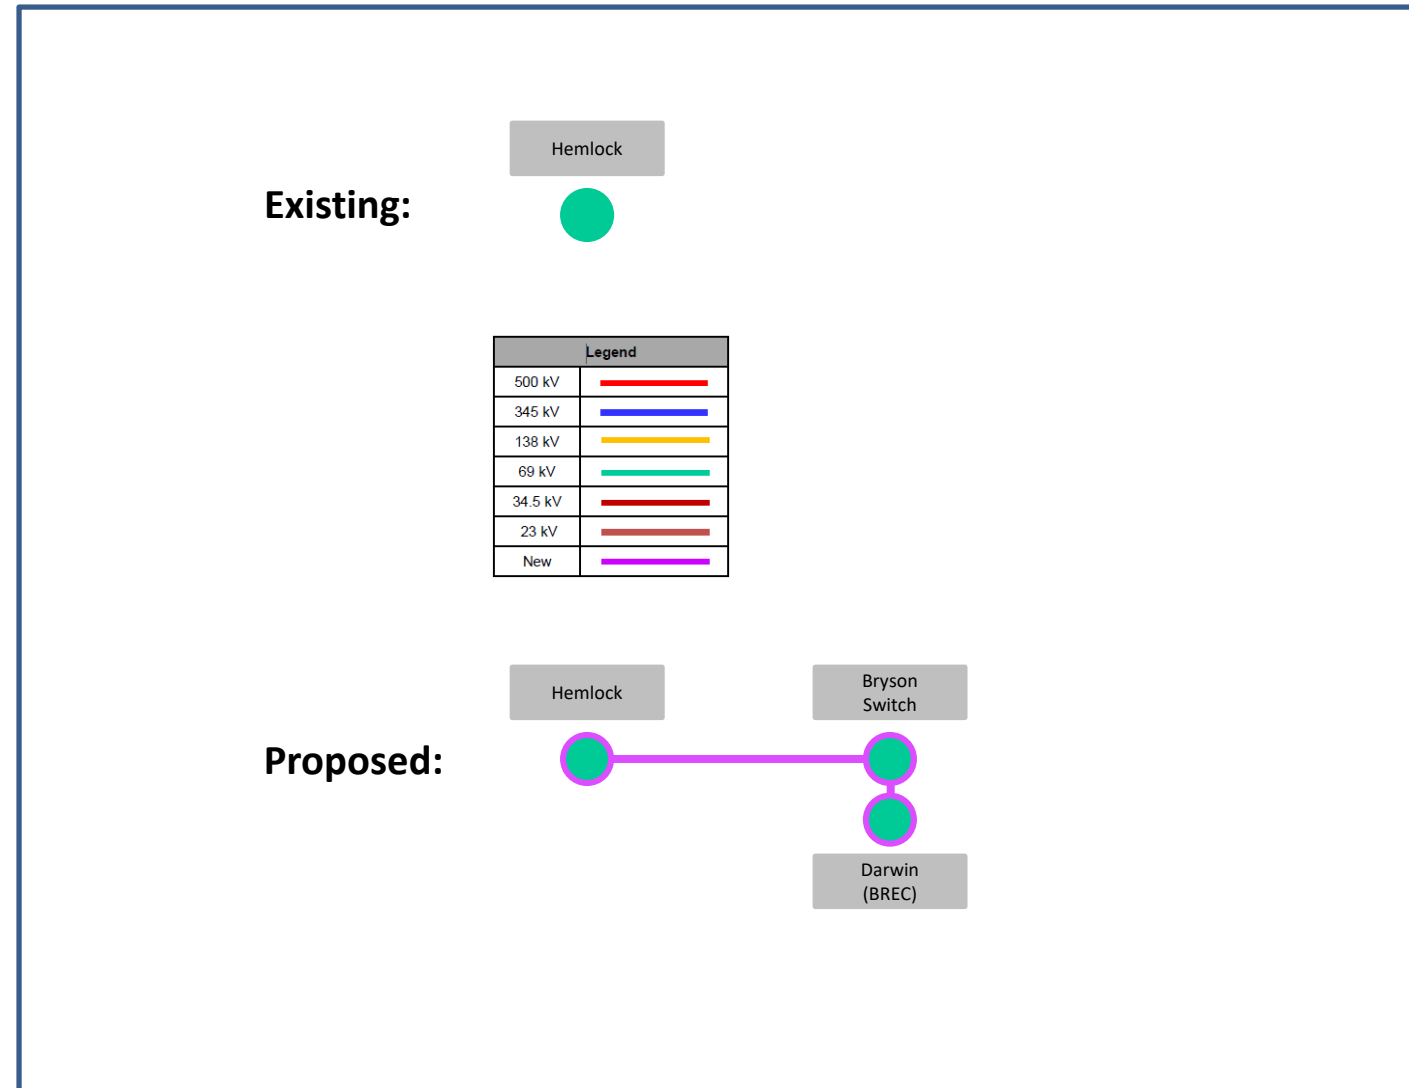 Hemlock
Existing:
Legend
500 kV
345 kV
138 kV
69 kV
34.5 kV
23 kV
New
Hemlock
Bryson
Switch
Proposed:
Darwin
(BREC)